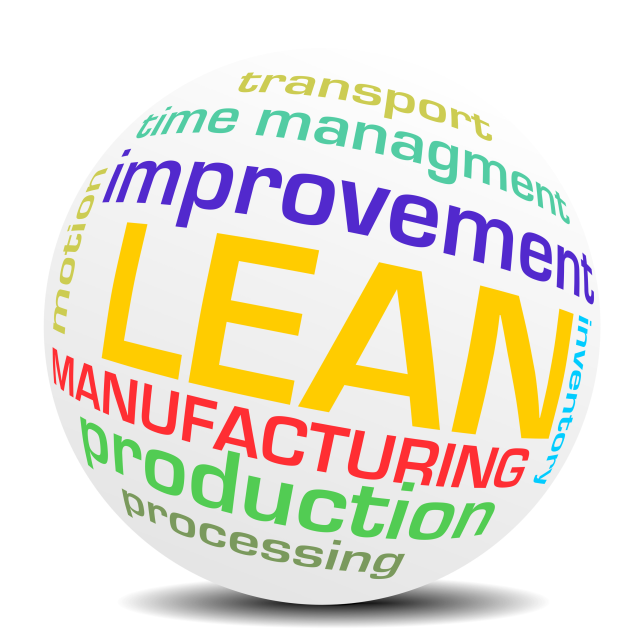 transport
time managment
improvement
motion
LEAN
inventory
MANUFACTURING
production
processing